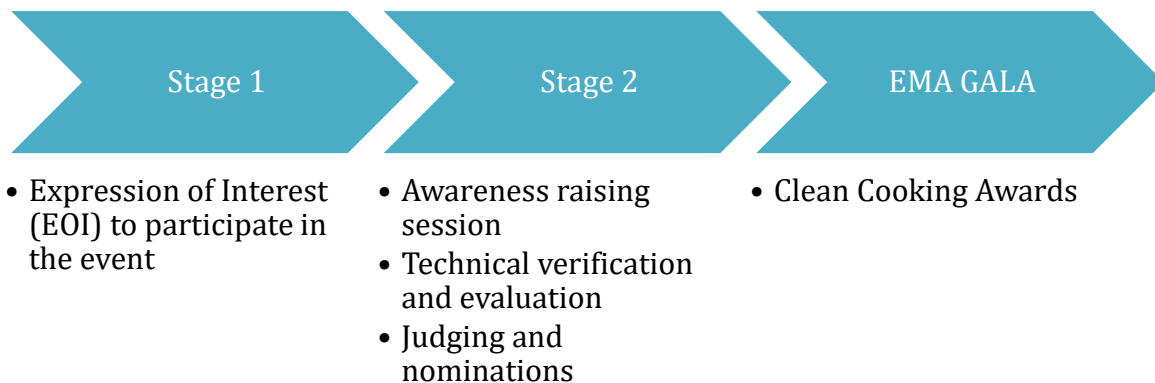 Stage 1
Stage 2
EMA GALA
• Expression of Interest
(EOI) to participate in
the event
• Awareness raising
session
• Technical verification
and evaluation
• Judging and
nominations
• Clean Cooking Awards